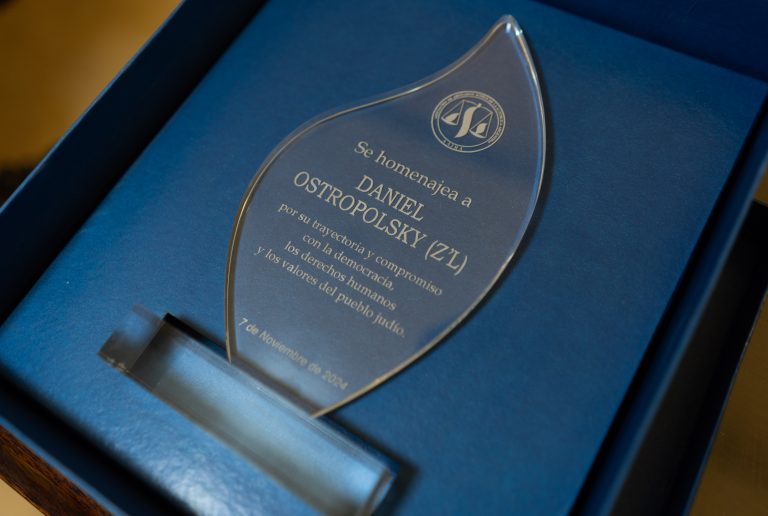 Se homenajea a
DANIEL
OSTROPOLSKY (Z'L)
por su trayectoria y compromiso
con la democracia,
los derechos humanos
y los valores del pueblo judío.
7 de Noviembre de 2024